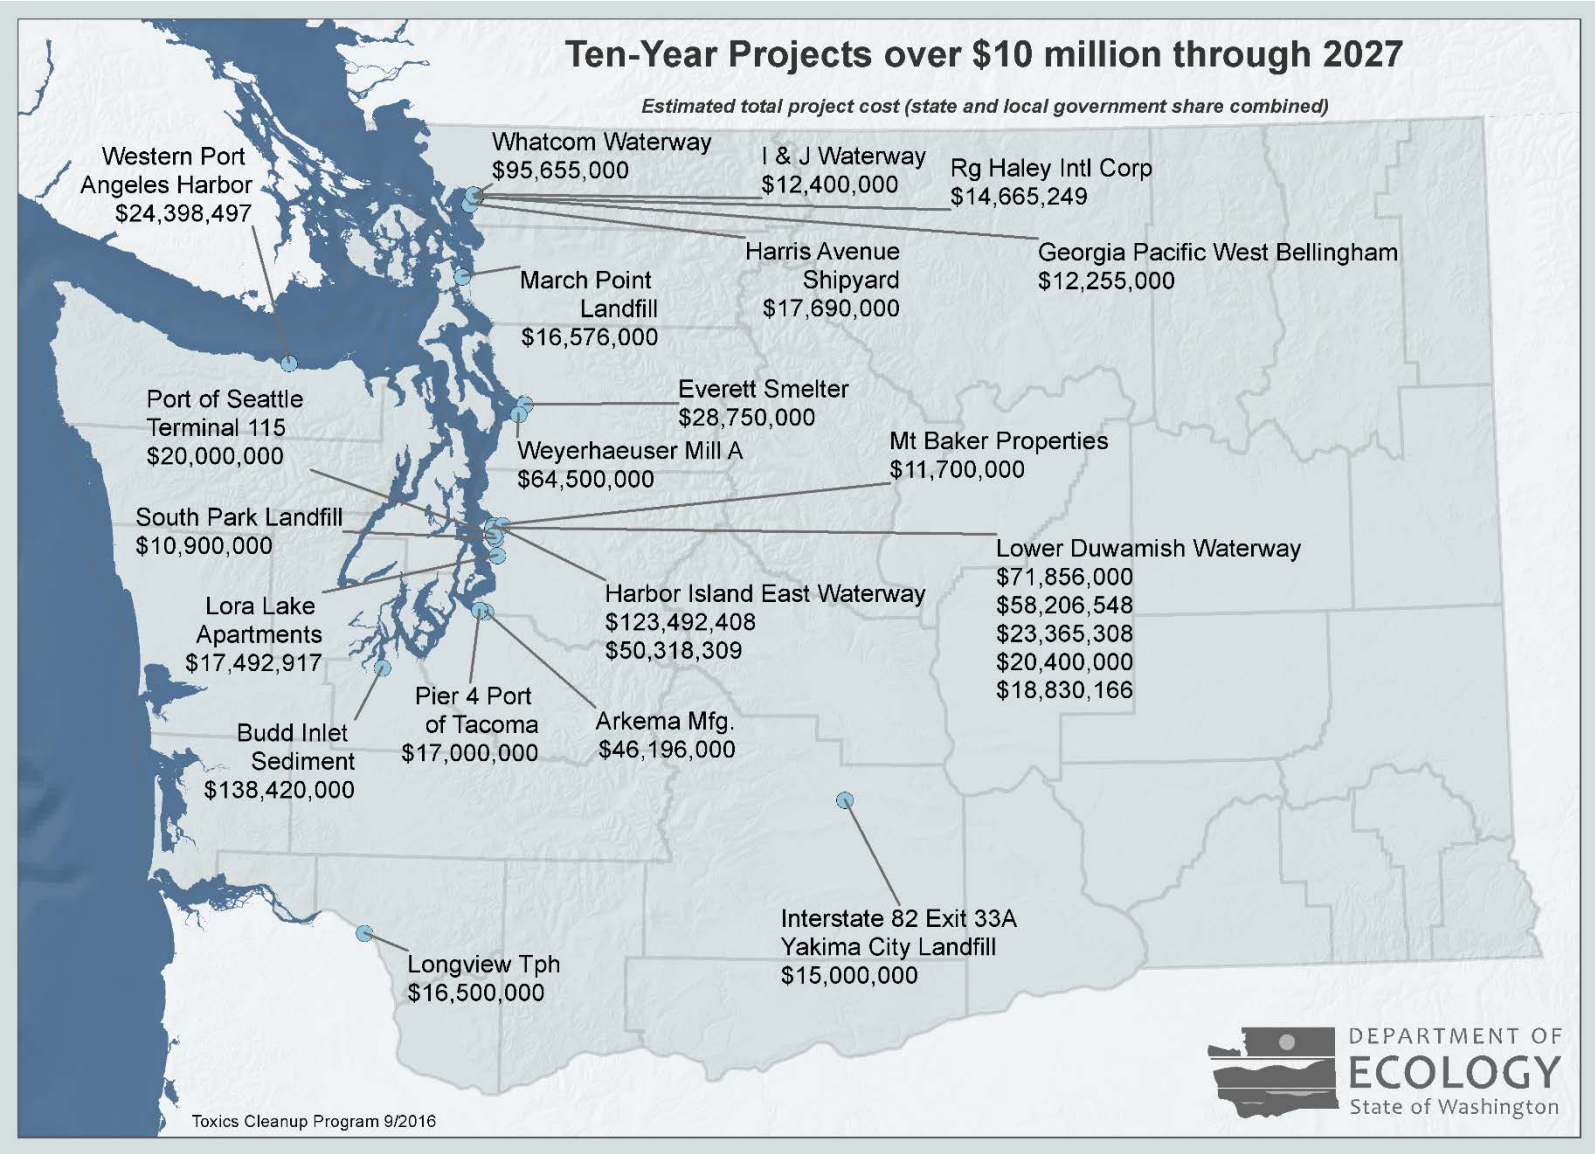 Ten-Year Projects over $10 million through 2027
Estimated total project cost (state and local government share combined)
Western Port
Angeles Harbor
$24,398,497
Whatcom Waterway
$95,655,000
I & J Waterway
$12,400,000
Rg Haley Intl Corp
$14,665,249
Harris Avenue
Shipyard
$17,690,000
Georgia Pacific West Bellingham
$12,255,000
March Point
Landfill
$16,576,000
Port of Seattle
Terminal 115
$20,000,000
Everett Smelter
$28,750,000
Weyerhaeuser Mill A
$64,500,000
Mt Baker Properties
$11,700,000
South Park Landfill
$10,900,000
Lower Duwamish Waterway
$71,856,000
$58,206,548
$23,365,308
$20,400,000
$18,830,166
Lora Lake
Apartments
$17,492,917
Harbor Island East Waterway
$123,492,408
$50,318,309
Budd Inlet
Sediment
$138,420,000
Pier 4 Port
of Tacoma
$17,000,000
Arkema Mfg.
$46,196,000
Interstate 82 Exit 33A
Yakima City Landfill
$15,000,000
Longview Tph
$16,500,000
DEPARTMENT OF
ECOLOGY
State of Washington
Toxics Cleanup Program 9/2016